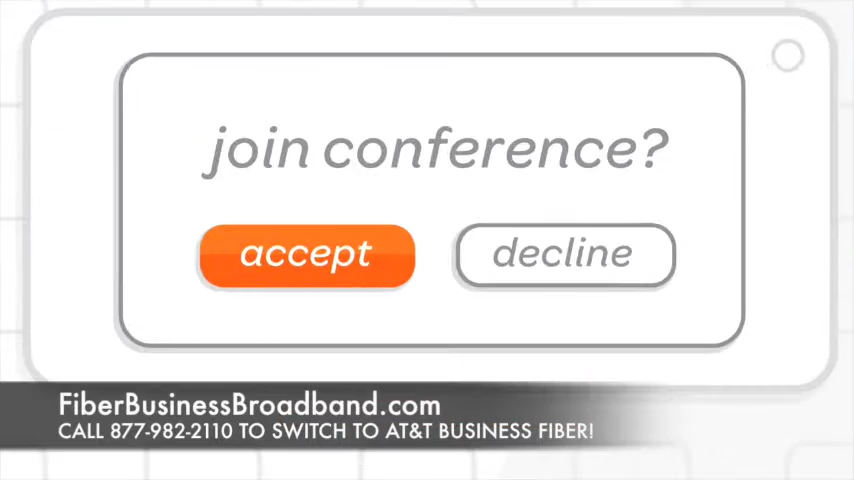 join conference?
accept
decline
FiberBusinessBroadband.com
CALL 877-982-2110 TO SWITCH TO AT&T BUSINESS FIBER!